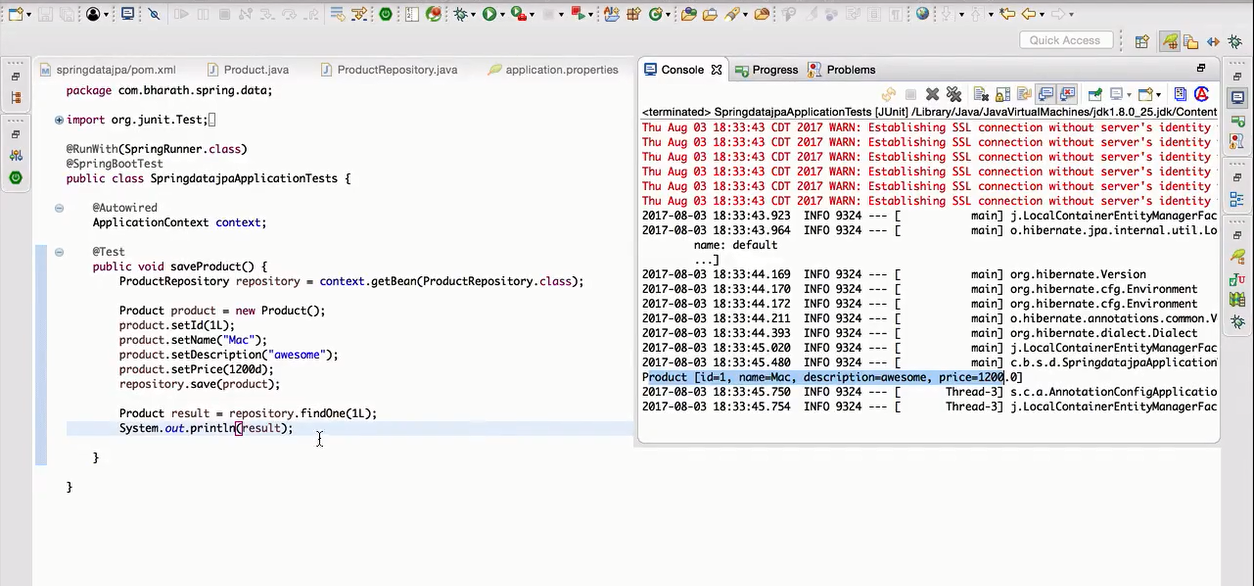 Quick Access
springdatajpa/pom.xml
Product.java
ProductRepository.java
application.properties
package com.bharath.spring.data;
import org.junit.Test;
@RunWith(SpringRunner.class)
@SpringBootTest
public class SpringdatajpaApplicationTests {
@Autowired
ApplicationContext context;
@Test
public void saveProduct() {
ProductRepository repository = context.getBean(ProductRepository.class);
Product product = new Product();
product.setId(1L);
product.setName("Mac");
product.setDescription("awesome");
product.setPrice(1200d);
repository.save(product);
Product result = repository.findOne(1L);
System.out.println(result);
}
}
Console
Progress
Problems
<terminated> SpringdatajpaApplicationTests [JUnit] /Library/Java/JavaVirtualMachines/jdk1.8.0_25.jdk/Content
Thu Aug 03 18:33:43 CDT 2017 WARN: Establishing SSL connection without server's identity
Thu Aug 03 18:33:43 CDT 2017 WARN: Establishing SSL connection without server's identity
Thu Aug 03 18:33:43 CDT 2017 WARN: Establishing SSL connection without server's identity
Thu Aug 03 18:33:43 CDT 2017 WARN: Establishing SSL connection without server's identity
Thu Aug 03 18:33:43 CDT 2017 WARN: Establishing SSL connection without server's identity
Thu Aug 03 18:33:43 CDT 2017 WARN: Establishing SSL connection without server's identity
2017-08-03 18:33:43.923 INFO 9324 --- [ main] j.LocalContainerEntityManagerFac
2017-08-03 18:33:43.964 INFO 9324 --- [ main] o.hibernate.jpa.internal.util.Lo
name: default
...]
2017-08-03 18:33:44.169 INFO 9324 --- [ main] org.hibernate.Version
2017-08-03 18:33:44.170 INFO 9324 --- [ main] org.hibernate.cfg.Environment
2017-08-03 18:33:44.172 INFO 9324 --- [ main] org.hibernate.cfg.Environment
2017-08-03 18:33:44.211 INFO 9324 --- [ main] o.hibernate.annotations.common.V
2017-08-03 18:33:44.393 INFO 9324 --- [ main] org.hibernate.dialect.Dialect
2017-08-03 18:33:45.020 INFO 9324 --- [ main] j.LocalContainerEntityManagerFac
2017-08-03 18:33:45.480 INFO 9324 --- [ main] c.b.s.d.SpringdatajpaApplication
Product [id=1, name=Mac, description=awesome, price=1200.0]
2017-08-03 18:33:45.750 INFO 9324 --- [ Thread-3] s.c.a.AnnotationConfigApplicatio
2017-08-03 18:33:45.754 INFO 9324 --- [ Thread-3] j.LocalContainerEntityManagerFac